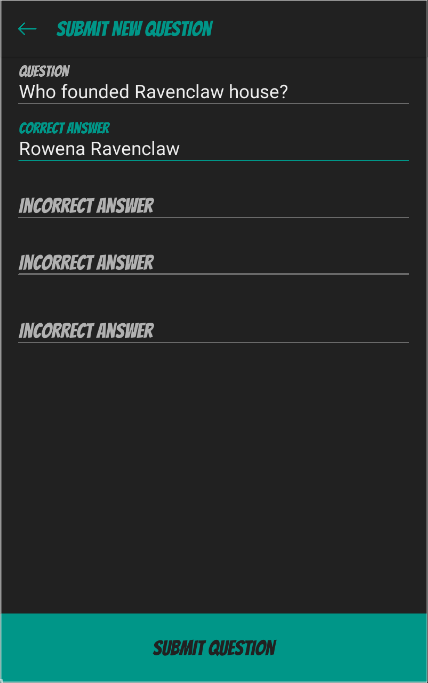 SUBMIT NEW QUESTION
QUESTION
Who founded Ravenclaw house?
CORRECT ANSWER
Rowena Ravenclaw
INCORRECT ANSWER
INCORRECT ANSWER
INCORRECT ANSWER
SUBMIT QUESTION